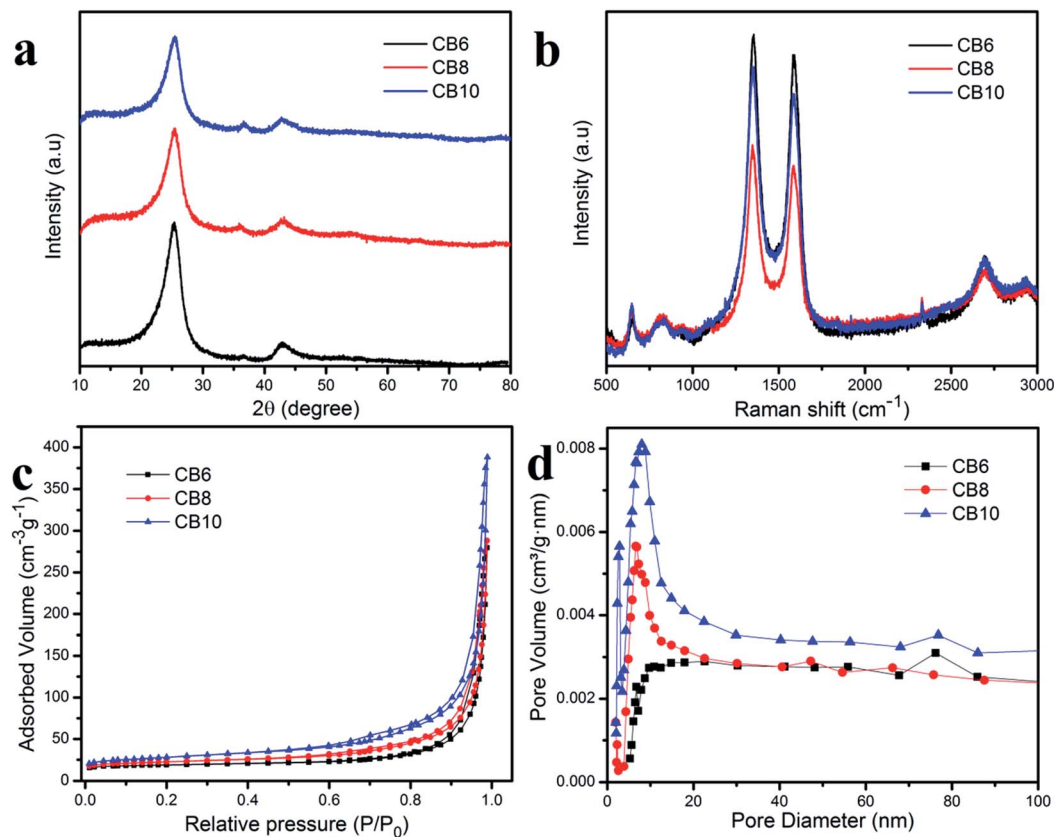 a
CB6
CB8
CB10
Intensity (a.u)
10 20 30 40 50 60 70 80
2θ (degree)
b
CB6
CB8
CB10
Intensity (a.u)
500 1000 1500 2000 2500 3000
Raman shift (cm⁻¹)
c
CB6
CB8
CB10
Adsorbed Volume (cm⁻³g⁻¹)
400
350
300
250
200
150
100
50
0
0.0 0.2 0.4 0.6 0.8 1.0
Relative pressure (P/P₀)
d
CB6
CB8
CB10
Pore Volume (cm³/g·nm)
0.008
0.006
0.004
0.002
0.000
0 20 40 60 80 100
Pore Diameter (nm)